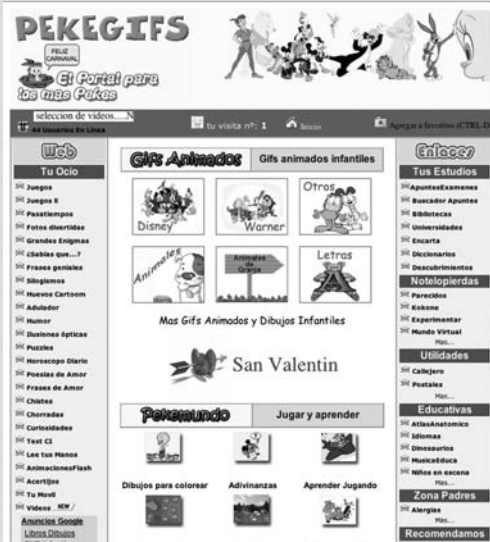 PEKEGIFS
FELIZ
CARNAVAL
El Portal para
los mas Pekes
seleccion de videos.....N
44 Usuarios En Linea
tu visita nº: 1
Inicio
Agregar a favoritos (CTRL-D
Web
Tu Ocio
Juegos
Juegos II
Pasatiempos
Fotos divertidas
Grandes Enigmas
¿Sabias que...?
Frases geniales
Silogismos
Huevos Cartoom
Adulador
Humor
Ilusiones ópticas
Puzzles
Horoscopo Diario
Poesias de Amor
Frases de Amor
Chistes
Chorradas
Curiosidades
Test CI
Lee tus Manos
AnimacionesFlash
Acertijos
Tu Movil
Videos NEW
Anuncios Google
Libros Dibujos
Gifs Animados
Gifs animados infantiles
Disney
Warner
Otros
Animales
Animales
de
Granja
Letras
Mas Gifs Animados y Dibujos Infantiles
San Valentin
Pekemundo
Jugar y aprender
Dibujos para colorear
Adivinanzas
Aprender Jugando
Enlaces
Tus Estudios
ApuntesExamenes
Buscador Apuntes
Bibliotecas
Universidades
Encarta
Diccionarios
Descubrimientos
Notelopierdas
Parecidos
Kokone
Experimentar
Mundo Virtual
Mas...
Utilidades
Callejero
Postales
Mas...
Educativas
AtlasAnatomico
Idiomas
Dinosaurios
MusicaEduca
Niños en escena
Mas...
Zona Padres
Alergias
Mas...
Recomendamos